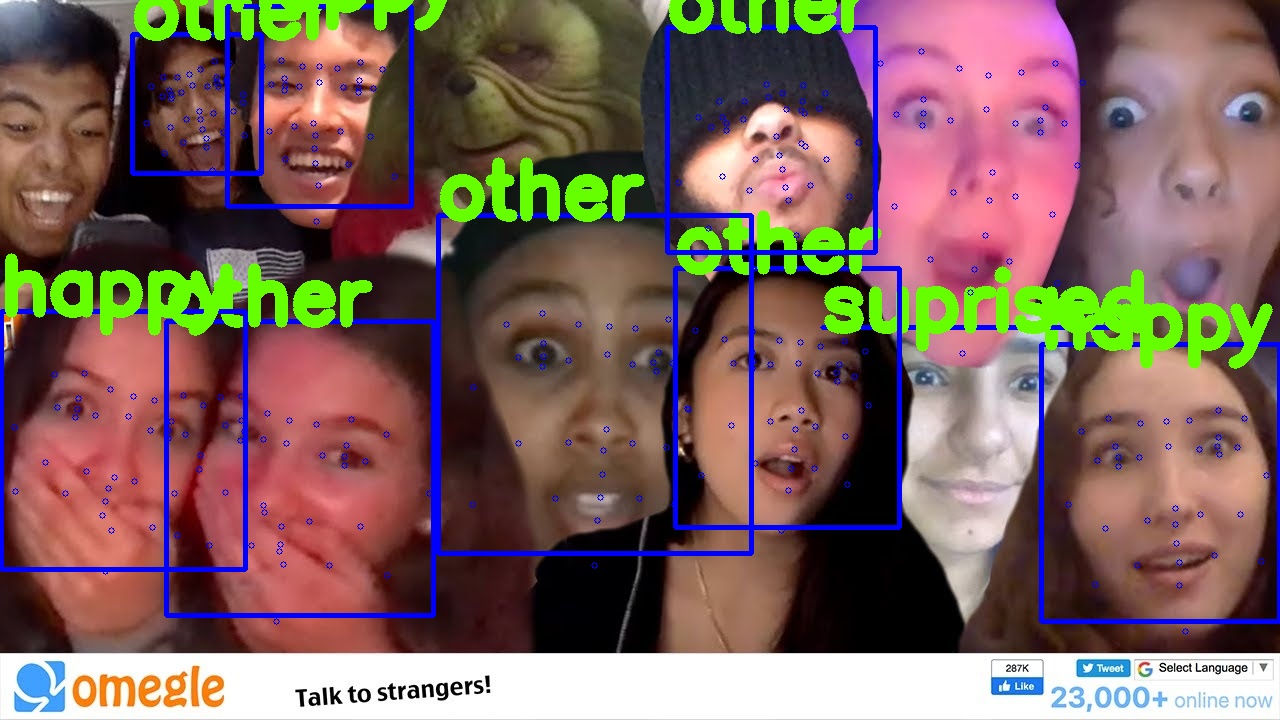 other
happy
other
other
other
happy
other
suprised
happy
omegle
Talk to strangers!
287K
Like
Tweet
G Select Language
23,000+ online now